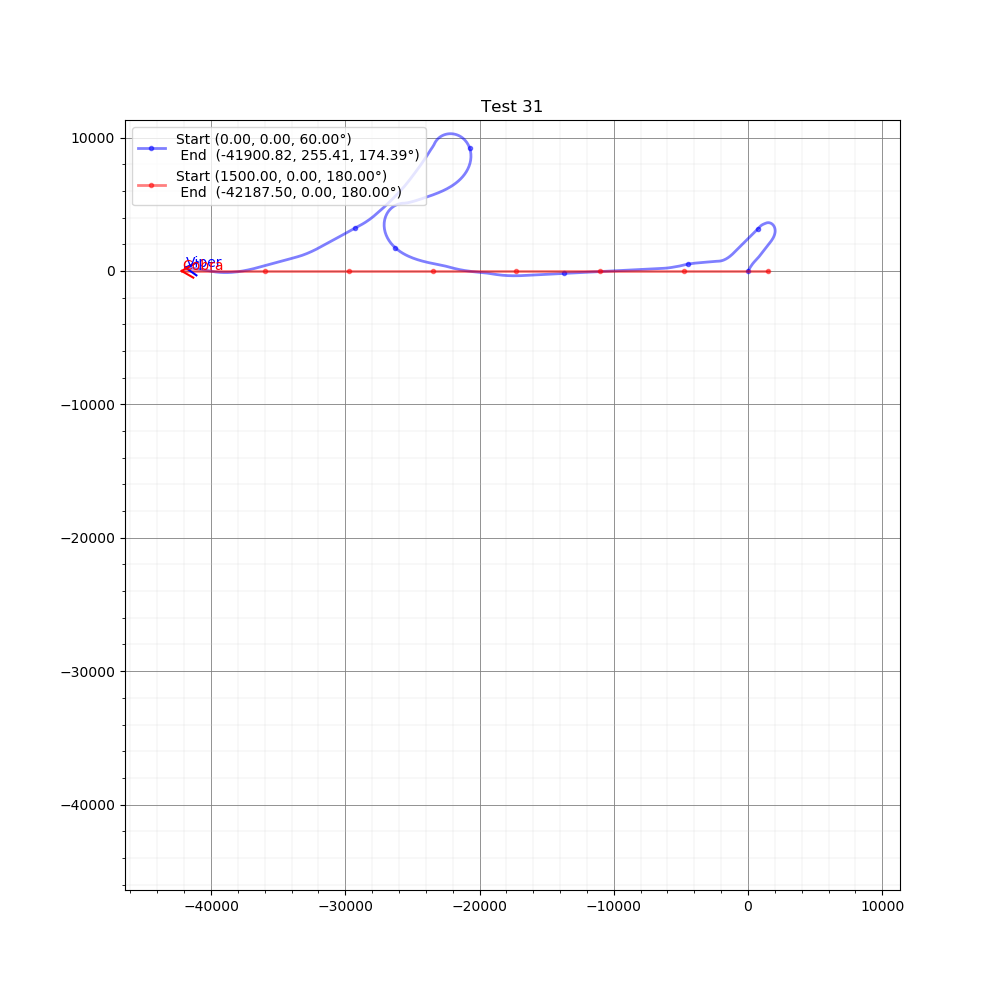 Test 31
Start (0.00, 0.00, 60.00°)
End (-41900.82, 255.41, 174.39°)
Start (1500.00, 0.00, 180.00°)
End (-42187.50, 0.00, 180.00°)
10000
0
−10000
−20000
−30000
−40000
Viper
Cobra
−40000
−30000
−20000
−10000
0
10000